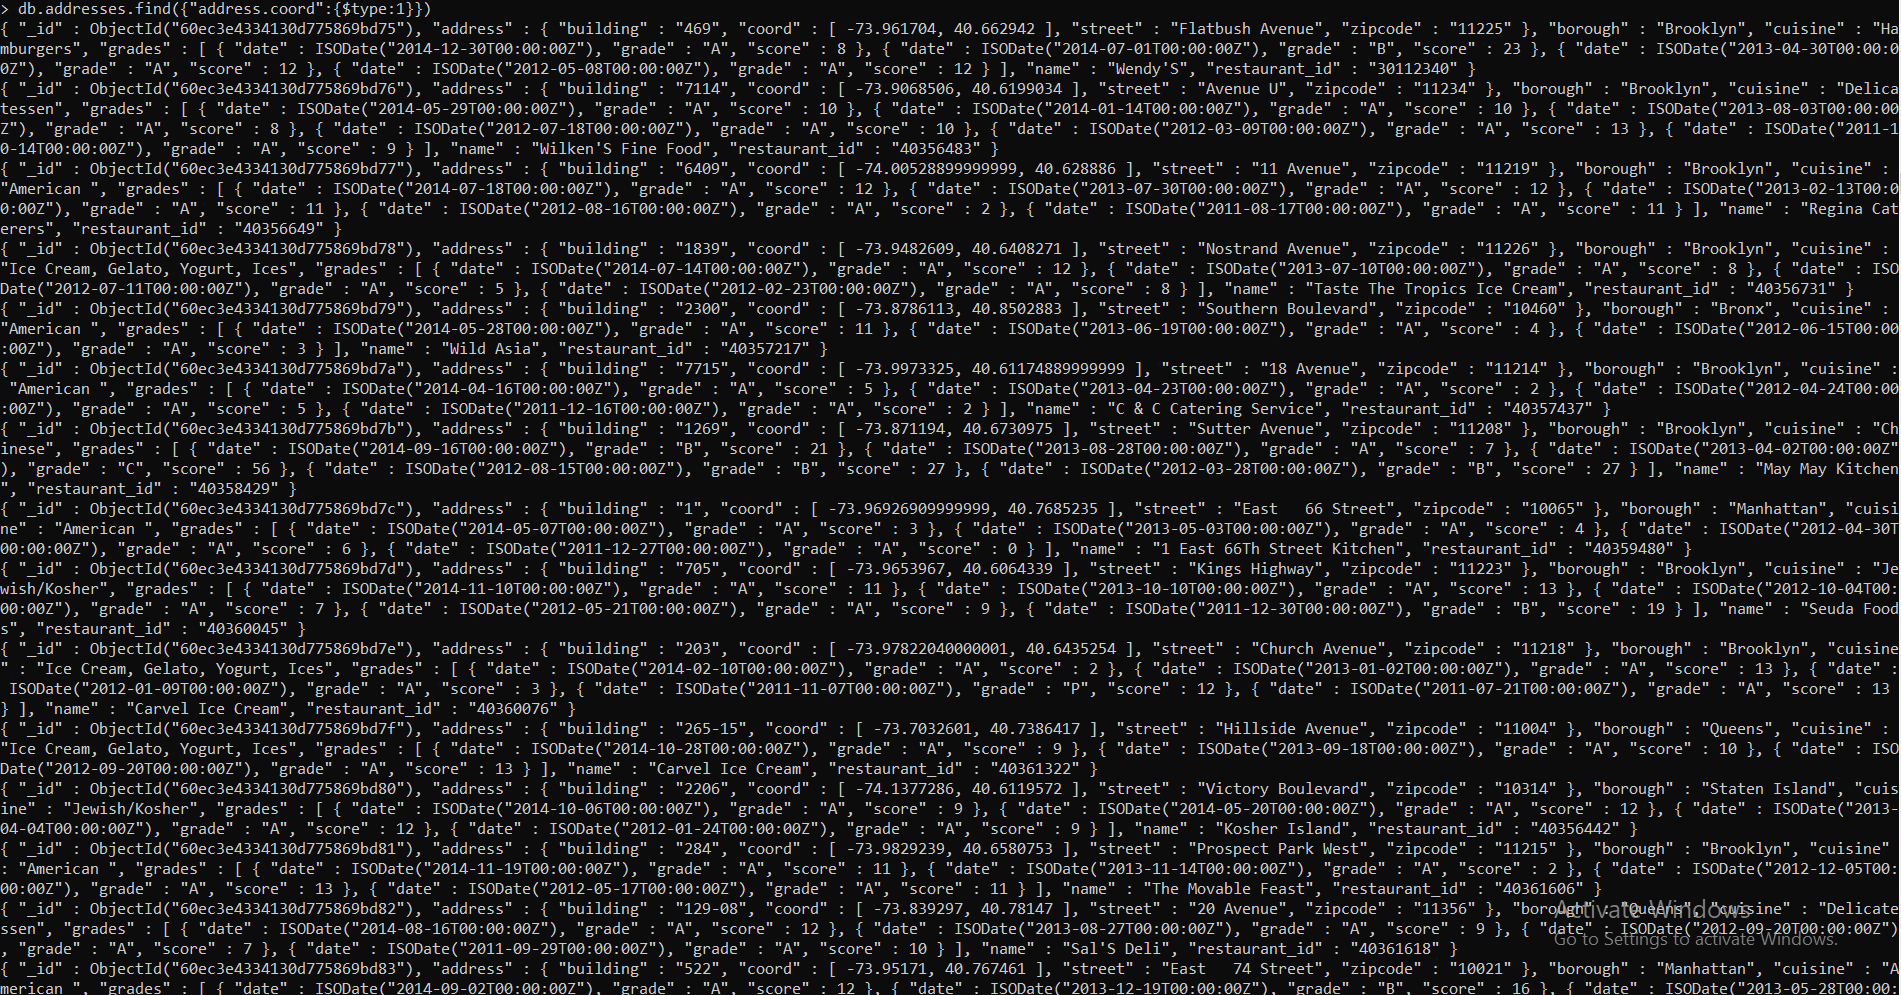 > db.addresses.find({"address.coord":{$type:1}})
{ "_id" : ObjectId("60ec3e4334130d775869bd75"), "address" : { "building" : "469", "coord" : [ -73.961704, 40.662942 ], "street" : "Flatbush Avenue", "zipcode" : "11225" }, "borough" : "Brooklyn", "cuisine" : "Ha
mburgers", "grades" : [ { "date" : ISODate("2014-12-30T00:00:00Z"), "grade" : "A", "score" : 8 }, { "date" : ISODate("2014-07-01T00:00:00Z"), "grade" : "B", "score" : 23 }, { "date" : ISODate("2013-04-30T00:00:0
0Z"), "grade" : "A", "score" : 12 }, { "date" : ISODate("2012-05-08T00:00:00Z"), "grade" : "A", "score" : 12 } ], "name" : "Wendy'S", "restaurant_id" : "30112340" }
{ "_id" : ObjectId("60ec3e4334130d775869bd76"), "address" : { "building" : "7114", "coord" : [ -73.9068506, 40.6199034 ], "street" : "Avenue U", "zipcode" : "11234" }, "borough" : "Brooklyn", "cuisine" : "Delica
tessen", "grades" : [ { "date" : ISODate("2014-05-29T00:00:00Z"), "grade" : "A", "score" : 10 }, { "date" : ISODate("2014-01-14T00:00:00Z"), "grade" : "A", "score" : 10 }, { "date" : ISODate("2013-08-03T00:00:00
Z"), "grade" : "A", "score" : 8 }, { "date" : ISODate("2012-07-18T00:00:00Z"), "grade" : "A", "score" : 10 }, { "date" : ISODate("2012-03-09T00:00:00Z"), "grade" : "A", "score" : 13 }, { "date" : ISODate("2011-1
0-14T00:00:00Z"), "grade" : "A", "score" : 9 } ], "name" : "Wilken'S Fine Food", "restaurant_id" : "40356483" }
{ "_id" : ObjectId("60ec3e4334130d775869bd77"), "address" : { "building" : "6409", "coord" : [ -74.00528899999999, 40.628886 ], "street" : "11 Avenue", "zipcode" : "11219" }, "borough" : "Brooklyn", "cuisine" :
"American ", "grades" : [ { "date" : ISODate("2014-07-18T00:00:00Z"), "grade" : "A", "score" : 12 }, { "date" : ISODate("2013-07-30T00:00:00Z"), "grade" : "A", "score" : 12 }, { "date" : ISODate("2013-02-13T00:0
0:00Z"), "grade" : "A", "score" : 11 }, { "date" : ISODate("2012-08-16T00:00:00Z"), "grade" : "A", "score" : 2 }, { "date" : ISODate("2011-08-17T00:00:00Z"), "grade" : "A", "score" : 11 } ], "name" : "Regina Cat
erers", "restaurant_id" : "40356649" }
{ "_id" : ObjectId("60ec3e4334130d775869bd78"), "address" : { "building" : "1839", "coord" : [ -73.9482609, 40.6408271 ], "street" : "Nostrand Avenue", "zipcode" : "11226" }, "borough" : "Brooklyn", "cuisine" :
"Ice Cream, Gelato, Yogurt, Ices", "grades" : [ { "date" : ISODate("2014-07-14T00:00:00Z"), "grade" : "A", "score" : 12 }, { "date" : ISODate("2013-07-10T00:00:00Z"), "grade" : "A", "score" : 8 }, { "date" : ISO
Date("2012-07-11T00:00:00Z"), "grade" : "A", "score" : 5 }, { "date" : ISODate("2012-02-23T00:00:00Z"), "grade" : "A", "score" : 8 } ], "name" : "Taste The Tropics Ice Cream", "restaurant_id" : "40356731" }
{ "_id" : ObjectId("60ec3e4334130d775869bd79"), "address" : { "building" : "2300", "coord" : [ -73.8786113, 40.8502883 ], "street" : "Southern Boulevard", "zipcode" : "10460" }, "borough" : "Bronx", "cuisine" :
"American ", "grades" : [ { "date" : ISODate("2014-05-28T00:00:00Z"), "grade" : "A", "score" : 11 }, { "date" : ISODate("2013-06-19T00:00:00Z"), "grade" : "A", "score" : 4 }, { "date" : ISODate("2012-06-15T00:00
:00Z"), "grade" : "A", "score" : 3 } ], "name" : "Wild Asia", "restaurant_id" : "40357217" }
{ "_id" : ObjectId("60ec3e4334130d775869bd7a"), "address" : { "building" : "7715", "coord" : [ -73.9973325, 40.61174889999999 ], "street" : "18 Avenue", "zipcode" : "11214" }, "borough" : "Brooklyn", "cuisine" :
 "American ", "grades" : [ { "date" : ISODate("2014-04-16T00:00:00Z"), "grade" : "A", "score" : 5 }, { "date" : ISODate("2013-04-23T00:00:00Z"), "grade" : "A", "score" : 2 }, { "date" : ISODate("2012-04-24T00:00
:00Z"), "grade" : "A", "score" : 5 }, { "date" : ISODate("2011-12-16T00:00:00Z"), "grade" : "A", "score" : 2 } ], "name" : "C & C Catering Service", "restaurant_id" : "40357437" }
{ "_id" : ObjectId("60ec3e4334130d775869bd7b"), "address" : { "building" : "1269", "coord" : [ -73.871194, 40.6730975 ], "street" : "Sutter Avenue", "zipcode" : "11208" }, "borough" : "Brooklyn", "cuisine" : "Ch
inese", "grades" : [ { "date" : ISODate("2014-09-16T00:00:00Z"), "grade" : "B", "score" : 21 }, { "date" : ISODate("2013-08-28T00:00:00Z"), "grade" : "A", "score" : 7 }, { "date" : ISODate("2013-04-02T00:00:00Z"
), "grade" : "C", "score" : 56 }, { "date" : ISODate("2012-08-15T00:00:00Z"), "grade" : "B", "score" : 27 }, { "date" : ISODate("2012-03-28T00:00:00Z"), "grade" : "B", "score" : 27 } ], "name" : "May May Kitchen
", "restaurant_id" : "40358429" }
{ "_id" : ObjectId("60ec3e4334130d775869bd7c"), "address" : { "building" : "1", "coord" : [ -73.96926909999999, 40.7685235 ], "street" : "East   66 Street", "zipcode" : "10065" }, "borough" : "Manhattan", "cuisi
ne" : "American ", "grades" : [ { "date" : ISODate("2014-05-07T00:00:00Z"), "grade" : "A", "score" : 3 }, { "date" : ISODate("2013-05-03T00:00:00Z"), "grade" : "A", "score" : 4 }, { "date" : ISODate("2012-04-30T
00:00:00Z"), "grade" : "A", "score" : 6 }, { "date" : ISODate("2011-12-27T00:00:00Z"), "grade" : "A", "score" : 0 } ], "name" : "1 East 66Th Street Kitchen", "restaurant_id" : "40359480" }
{ "_id" : ObjectId("60ec3e4334130d775869bd7d"), "address" : { "building" : "705", "coord" : [ -73.9653967, 40.6064339 ], "street" : "Kings Highway", "zipcode" : "11223" }, "borough" : "Brooklyn", "cuisine" : "Je
wish/Kosher", "grades" : [ { "date" : ISODate("2014-11-10T00:00:00Z"), "grade" : "A", "score" : 11 }, { "date" : ISODate("2013-10-10T00:00:00Z"), "grade" : "A", "score" : 13 }, { "date" : ISODate("2012-10-04T00:
00:00Z"), "grade" : "A", "score" : 7 }, { "date" : ISODate("2012-05-21T00:00:00Z"), "grade" : "A", "score" : 9 }, { "date" : ISODate("2011-12-30T00:00:00Z"), "grade" : "B", "score" : 19 } ], "name" : "Seuda Food
s", "restaurant_id" : "40360045" }
{ "_id" : ObjectId("60ec3e4334130d775869bd7e"), "address" : { "building" : "203", "coord" : [ -73.97822040000001, 40.6435254 ], "street" : "Church Avenue", "zipcode" : "11218" }, "borough" : "Brooklyn", "cuisine
" : "Ice Cream, Gelato, Yogurt, Ices", "grades" : [ { "date" : ISODate("2014-02-10T00:00:00Z"), "grade" : "A", "score" : 2 }, { "date" : ISODate("2013-01-02T00:00:00Z"), "grade" : "A", "score" : 13 }, { "date" :
 ISODate("2012-01-09T00:00:00Z"), "grade" : "A", "score" : 3 }, { "date" : ISODate("2011-11-07T00:00:00Z"), "grade" : "P", "score" : 12 }, { "date" : ISODate("2011-07-21T00:00:00Z"), "grade" : "A", "score" : 13
} ], "name" : "Carvel Ice Cream", "restaurant_id" : "40360076" }
{ "_id" : ObjectId("60ec3e4334130d775869bd7f"), "address" : { "building" : "265-15", "coord" : [ -73.7032601, 40.7386417 ], "street" : "Hillside Avenue", "zipcode" : "11004" }, "borough" : "Queens", "cuisine" :
"Ice Cream, Gelato, Yogurt, Ices", "grades" : [ { "date" : ISODate("2014-10-28T00:00:00Z"), "grade" : "A", "score" : 9 }, { "date" : ISODate("2013-09-18T00:00:00Z"), "grade" : "A", "score" : 10 }, { "date" : ISO
Date("2012-09-20T00:00:00Z"), "grade" : "A", "score" : 13 } ], "name" : "Carvel Ice Cream", "restaurant_id" : "40361322" }
{ "_id" : ObjectId("60ec3e4334130d775869bd80"), "address" : { "building" : "2206", "coord" : [ -74.1377286, 40.6119572 ], "street" : "Victory Boulevard", "zipcode" : "10314" }, "borough" : "Staten Island", "cuis
ine" : "Jewish/Kosher", "grades" : [ { "date" : ISODate("2014-10-06T00:00:00Z"), "grade" : "A", "score" : 9 }, { "date" : ISODate("2014-05-20T00:00:00Z"), "grade" : "A", "score" : 12 }, { "date" : ISODate("2013-
04-04T00:00:00Z"), "grade" : "A", "score" : 12 }, { "date" : ISODate("2012-01-24T00:00:00Z"), "grade" : "A", "score" : 9 } ], "name" : "Kosher Island", "restaurant_id" : "40356442" }
{ "_id" : ObjectId("60ec3e4334130d775869bd81"), "address" : { "building" : "284", "coord" : [ -73.9829239, 40.6580753 ], "street" : "Prospect Park West", "zipcode" : "11215" }, "borough" : "Brooklyn", "cuisine"
: "American ", "grades" : [ { "date" : ISODate("2014-11-19T00:00:00Z"), "grade" : "A", "score" : 11 }, { "date" : ISODate("2013-11-14T00:00:00Z"), "grade" : "A", "score" : 2 }, { "date" : ISODate("2012-12-05T00:
00:00Z"), "grade" : "A", "score" : 13 }, { "date" : ISODate("2012-05-17T00:00:00Z"), "grade" : "A", "score" : 11 } ], "name" : "The Movable Feast", "restaurant_id" : "40361606" }
{ "_id" : ObjectId("60ec3e4334130d775869bd82"), "address" : { "building" : "129-08", "coord" : [ -73.839297, 40.78147 ], "street" : "20 Avenue", "zipcode" : "11356" }, "borough" : "Queens", "cuisine" : "Delicate
ssen", "grades" : [ { "date" : ISODate("2014-08-16T00:00:00Z"), "grade" : "A", "score" : 12 }, { "date" : ISODate("2013-08-27T00:00:00Z"), "grade" : "A", "score" : 9 }, { "date" : ISODate("2012-09-20T00:00:00Z")
, "grade" : "A", "score" : 7 }, { "date" : ISODate("2011-09-29T00:00:00Z"), "grade" : "A", "score" : 10 } ], "name" : "Sal'S Deli", "restaurant_id" : "40361618" }
{ "_id" : ObjectId("60ec3e4334130d775869bd83"), "address" : { "building" : "522", "coord" : [ -73.95171, 40.767461 ], "street" : "East   74 Street", "zipcode" : "10021" }, "borough" : "Manhattan", "cuisine" : "A
merican ", "grades" : [ { "date" : ISODate("2014-09-02T00:00:00Z"), "grade" : "A", "score" : 12 }, { "date" : ISODate("2013-12-19T00:00:00Z"), "grade" : "B", "score" : 16 }, { "date" : ISODate("2013-05-28T00:00:
Activate Windows
Go to Settings to activate Windows.